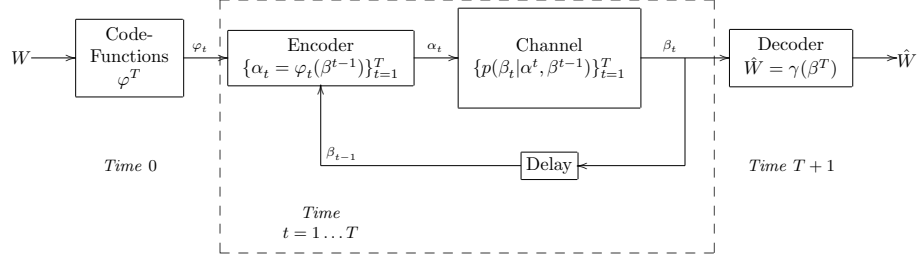 W
Code-
Functions
φ^T
φ_t
Encoder
{α_t = φ_t(β^{t−1})}_{t=1}^T
α_t
Channel
{p(β_t|α^t, β^{t−1})}_{t=1}^T
β_t
Decoder
Ŵ = γ(β^T)
Ŵ
β_{t−1}
Delay
Time 0
Time T + 1
Time
t = 1 … T